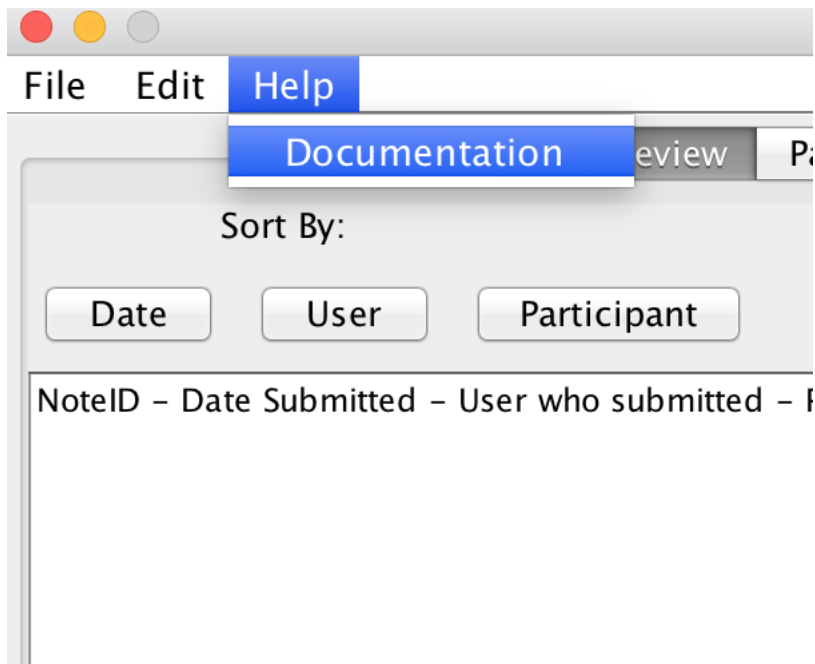 File Edit Help
Documentation
Sort By:
Date User Participant
NoteID – Date Submitted – User who submitted –